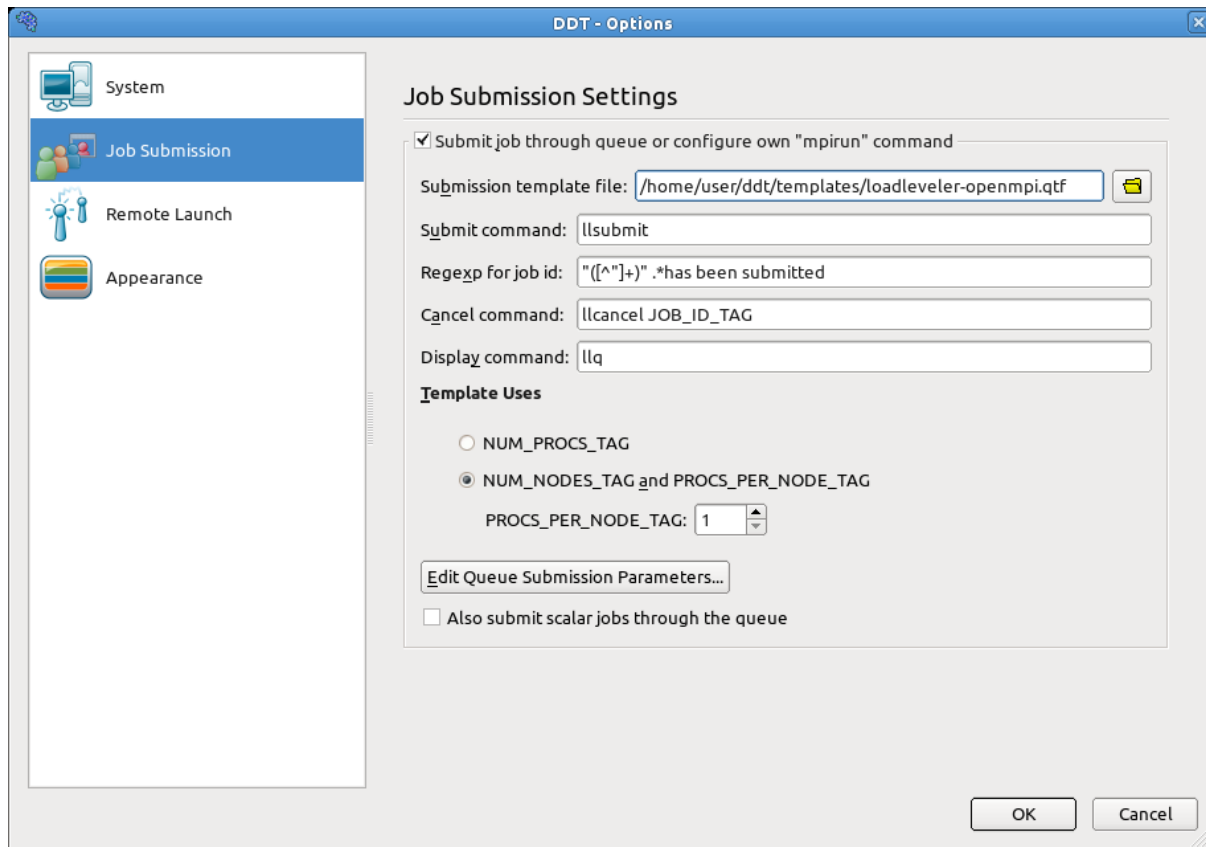 DDT - Options
System
Job Submission
Remote Launch
Appearance
Job Submission Settings
Submit job through queue or configure own "mpirun" command
Submission template file: /home/user/ddt/templates/loadleveler-openmpi.qtf
Submit command: llsubmit
Regexp for job id: "([^"]+)" .*has been submitted
Cancel command: llcancel JOB_ID_TAG
Display command: llq
Template Uses
NUM_PROCS_TAG
NUM_NODES_TAG and PROCS_PER_NODE_TAG
PROCS_PER_NODE_TAG: 1
Edit Queue Submission Parameters...
Also submit scalar jobs through the queue
OK Cancel